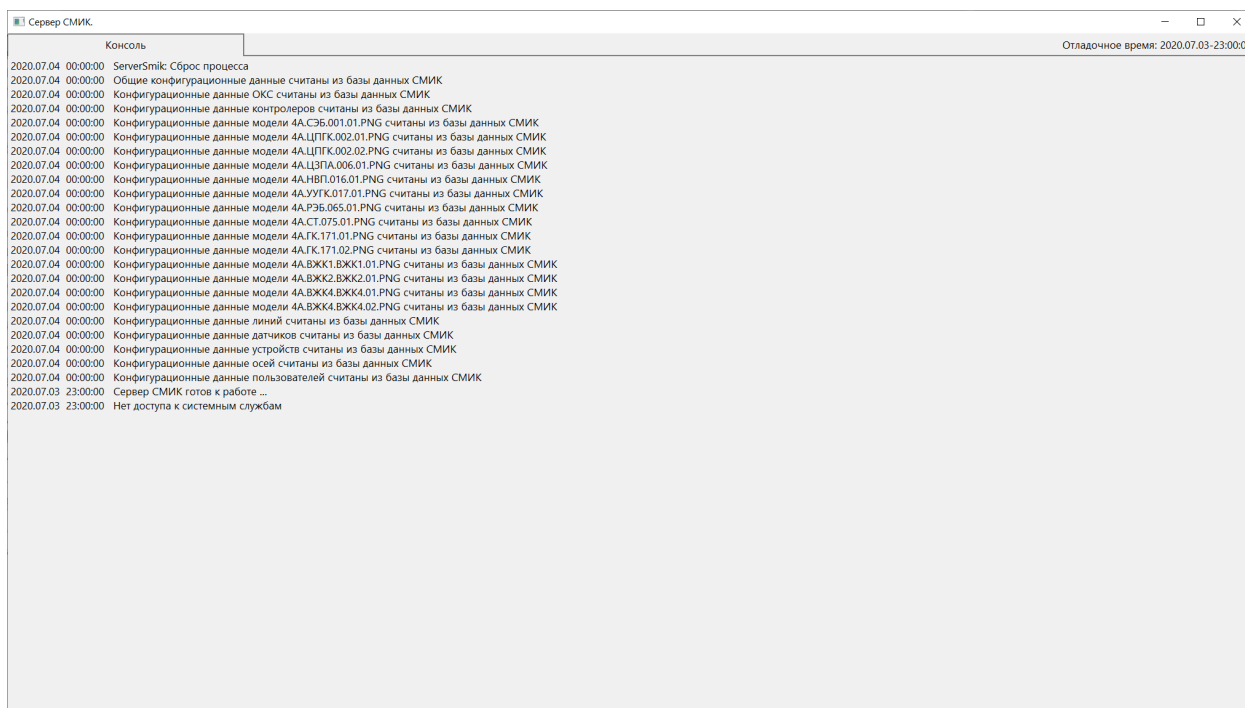 Сервер СМИК.
Консоль
Отладочное время: 2020.07.03-23:00:0
2020.07.04 00:00:00 ServerSmik: Сброс процесса
2020.07.04 00:00:00 Общие конфигурационные данные считаны из базы данных СМИК
2020.07.04 00:00:00 Конфигурационные данные ОКС считаны из базы данных СМИК
2020.07.04 00:00:00 Конфигурационные данные контролеров считаны из базы данных СМИК
2020.07.04 00:00:00 Конфигурационные данные модели 4А.СЭБ.001.01.PNG считаны из базы данных СМИК
2020.07.04 00:00:00 Конфигурационные данные модели 4А.ЦПГК.002.01.PNG считаны из базы данных СМИК
2020.07.04 00:00:00 Конфигурационные данные модели 4А.ЦПГК.002.02.PNG считаны из базы данных СМИК
2020.07.04 00:00:00 Конфигурационные данные модели 4А.ЦЗПА.006.01.PNG считаны из базы данных СМИК
2020.07.04 00:00:00 Конфигурационные данные модели 4А.НВП.016.01.PNG считаны из базы данных СМИК
2020.07.04 00:00:00 Конфигурационные данные модели 4А.УУГК.017.01.PNG считаны из базы данных СМИК
2020.07.04 00:00:00 Конфигурационные данные модели 4А.РЭБ.065.01.PNG считаны из базы данных СМИК
2020.07.04 00:00:00 Конфигурационные данные модели 4А.СТ.075.01.PNG считаны из базы данных СМИК
2020.07.04 00:00:00 Конфигурационные данные модели 4А.ГК.171.01.PNG считаны из базы данных СМИК
2020.07.04 00:00:00 Конфигурационные данные модели 4А.ГК.171.02.PNG считаны из базы данных СМИК
2020.07.04 00:00:00 Конфигурационные данные модели 4А.ВЖК1.ВЖК1.01.PNG считаны из базы данных СМИК
2020.07.04 00:00:00 Конфигурационные данные модели 4А.ВЖК2.ВЖК2.01.PNG считаны из базы данных СМИК
2020.07.04 00:00:00 Конфигурационные данные модели 4А.ВЖК4.ВЖК4.01.PNG считаны из базы данных СМИК
2020.07.04 00:00:00 Конфигурационные данные модели 4А.ВЖК4.ВЖК4.02.PNG считаны из базы данных СМИК
2020.07.04 00:00:00 Конфигурационные данные линий считаны из базы данных СМИК
2020.07.04 00:00:00 Конфигурационные данные датчиков считаны из базы данных СМИК
2020.07.04 00:00:00 Конфигурационные данные устройств считаны из базы данных СМИК
2020.07.04 00:00:00 Конфигурационные данные осей считаны из базы данных СМИК
2020.07.04 00:00:00 Конфигурационные данные пользователей считаны из базы данных СМИК
2020.07.03 23:00:00 Сервер СМИК готов к работе ...
2020.07.03 23:00:00 Нет доступа к системным службам